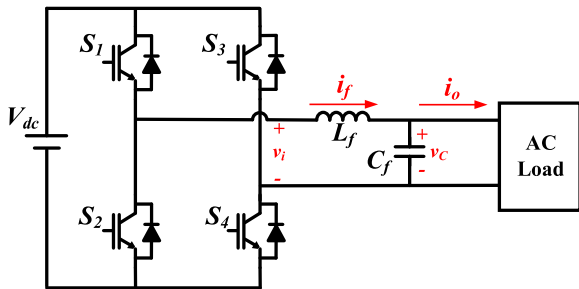 S1
S3
Vdc
if
io
+
vi
-
Lf
Cf
+
vC
-
AC
Load
S2
S4